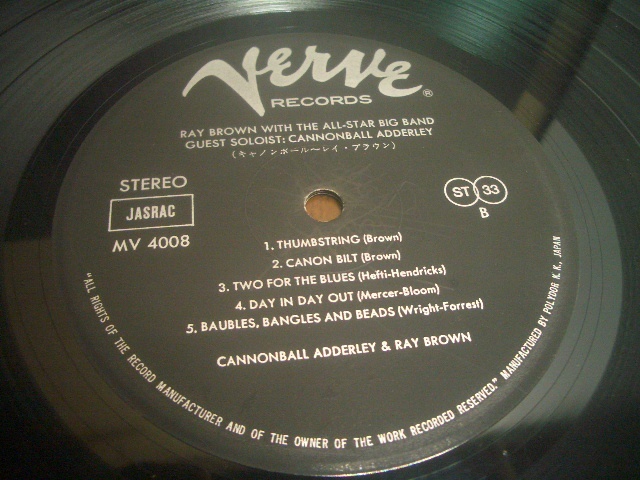 Verve
RECORDS ®
RAY BROWN WITH THE ALL-STAR BIG BAND
GUEST SOLOIST: CANNONBALL ADDERLEY
(キャノンボール〜レイ・ブラウン)
STEREO
JASRAC
MV 4008
ST 33
B
1. THUMBSTRING (Brown)
2. CANON BILT (Brown)
3. TWO FOR THE BLUES (Hefti-Hendricks)
4. DAY IN DAY OUT (Mercer-Bloom)
5. BAUBLES, BANGLES AND BEADS (Wright-Forrest)
CANNONBALL ADDERLEY & RAY BROWN
"ALL RIGHTS OF THE RECORD MANUFACTURER AND OF THE OWNER OF THE WORK RECORDED RESERVED." MANUFACTURED BY POLYDOR K. K., JAPAN